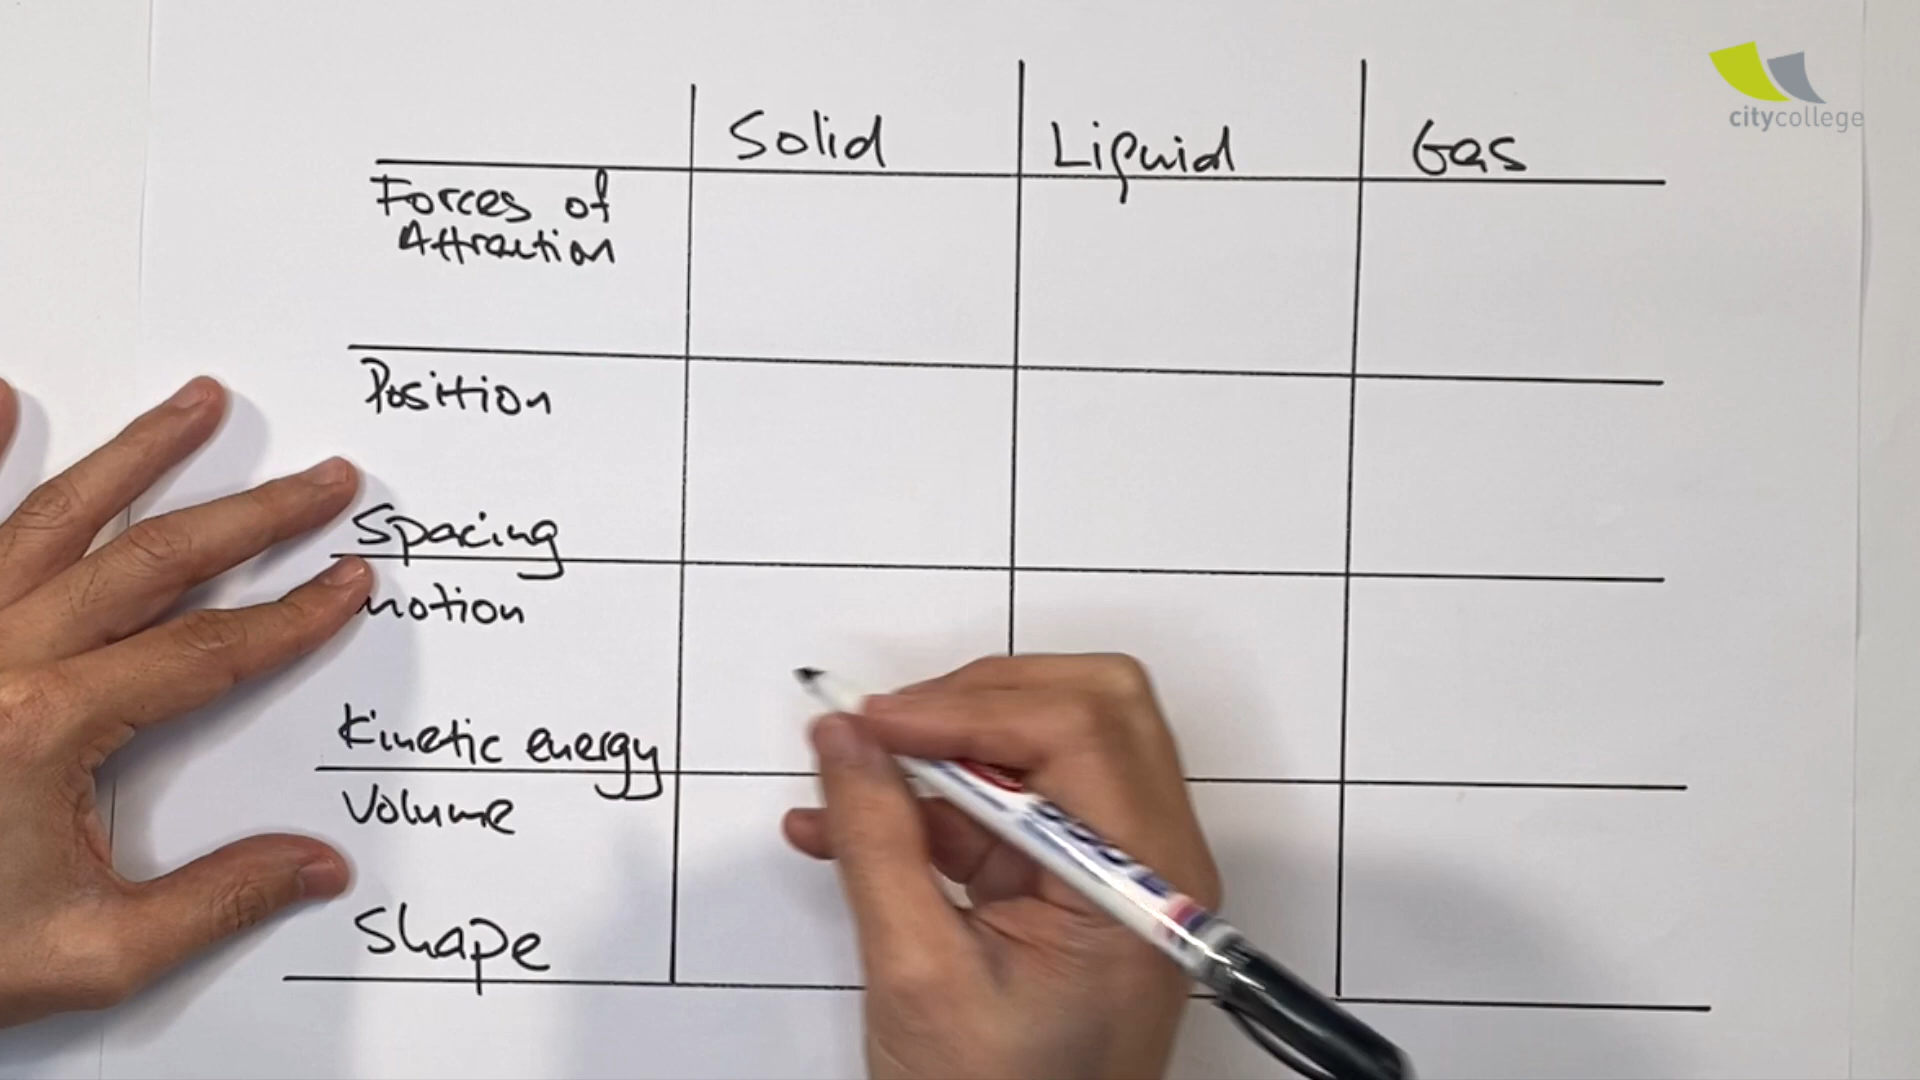 Solid Liquid Gas
Forces of
Attraction
Position
Spacing
motion
Kinetic energy
Volume
Shape
citycollege